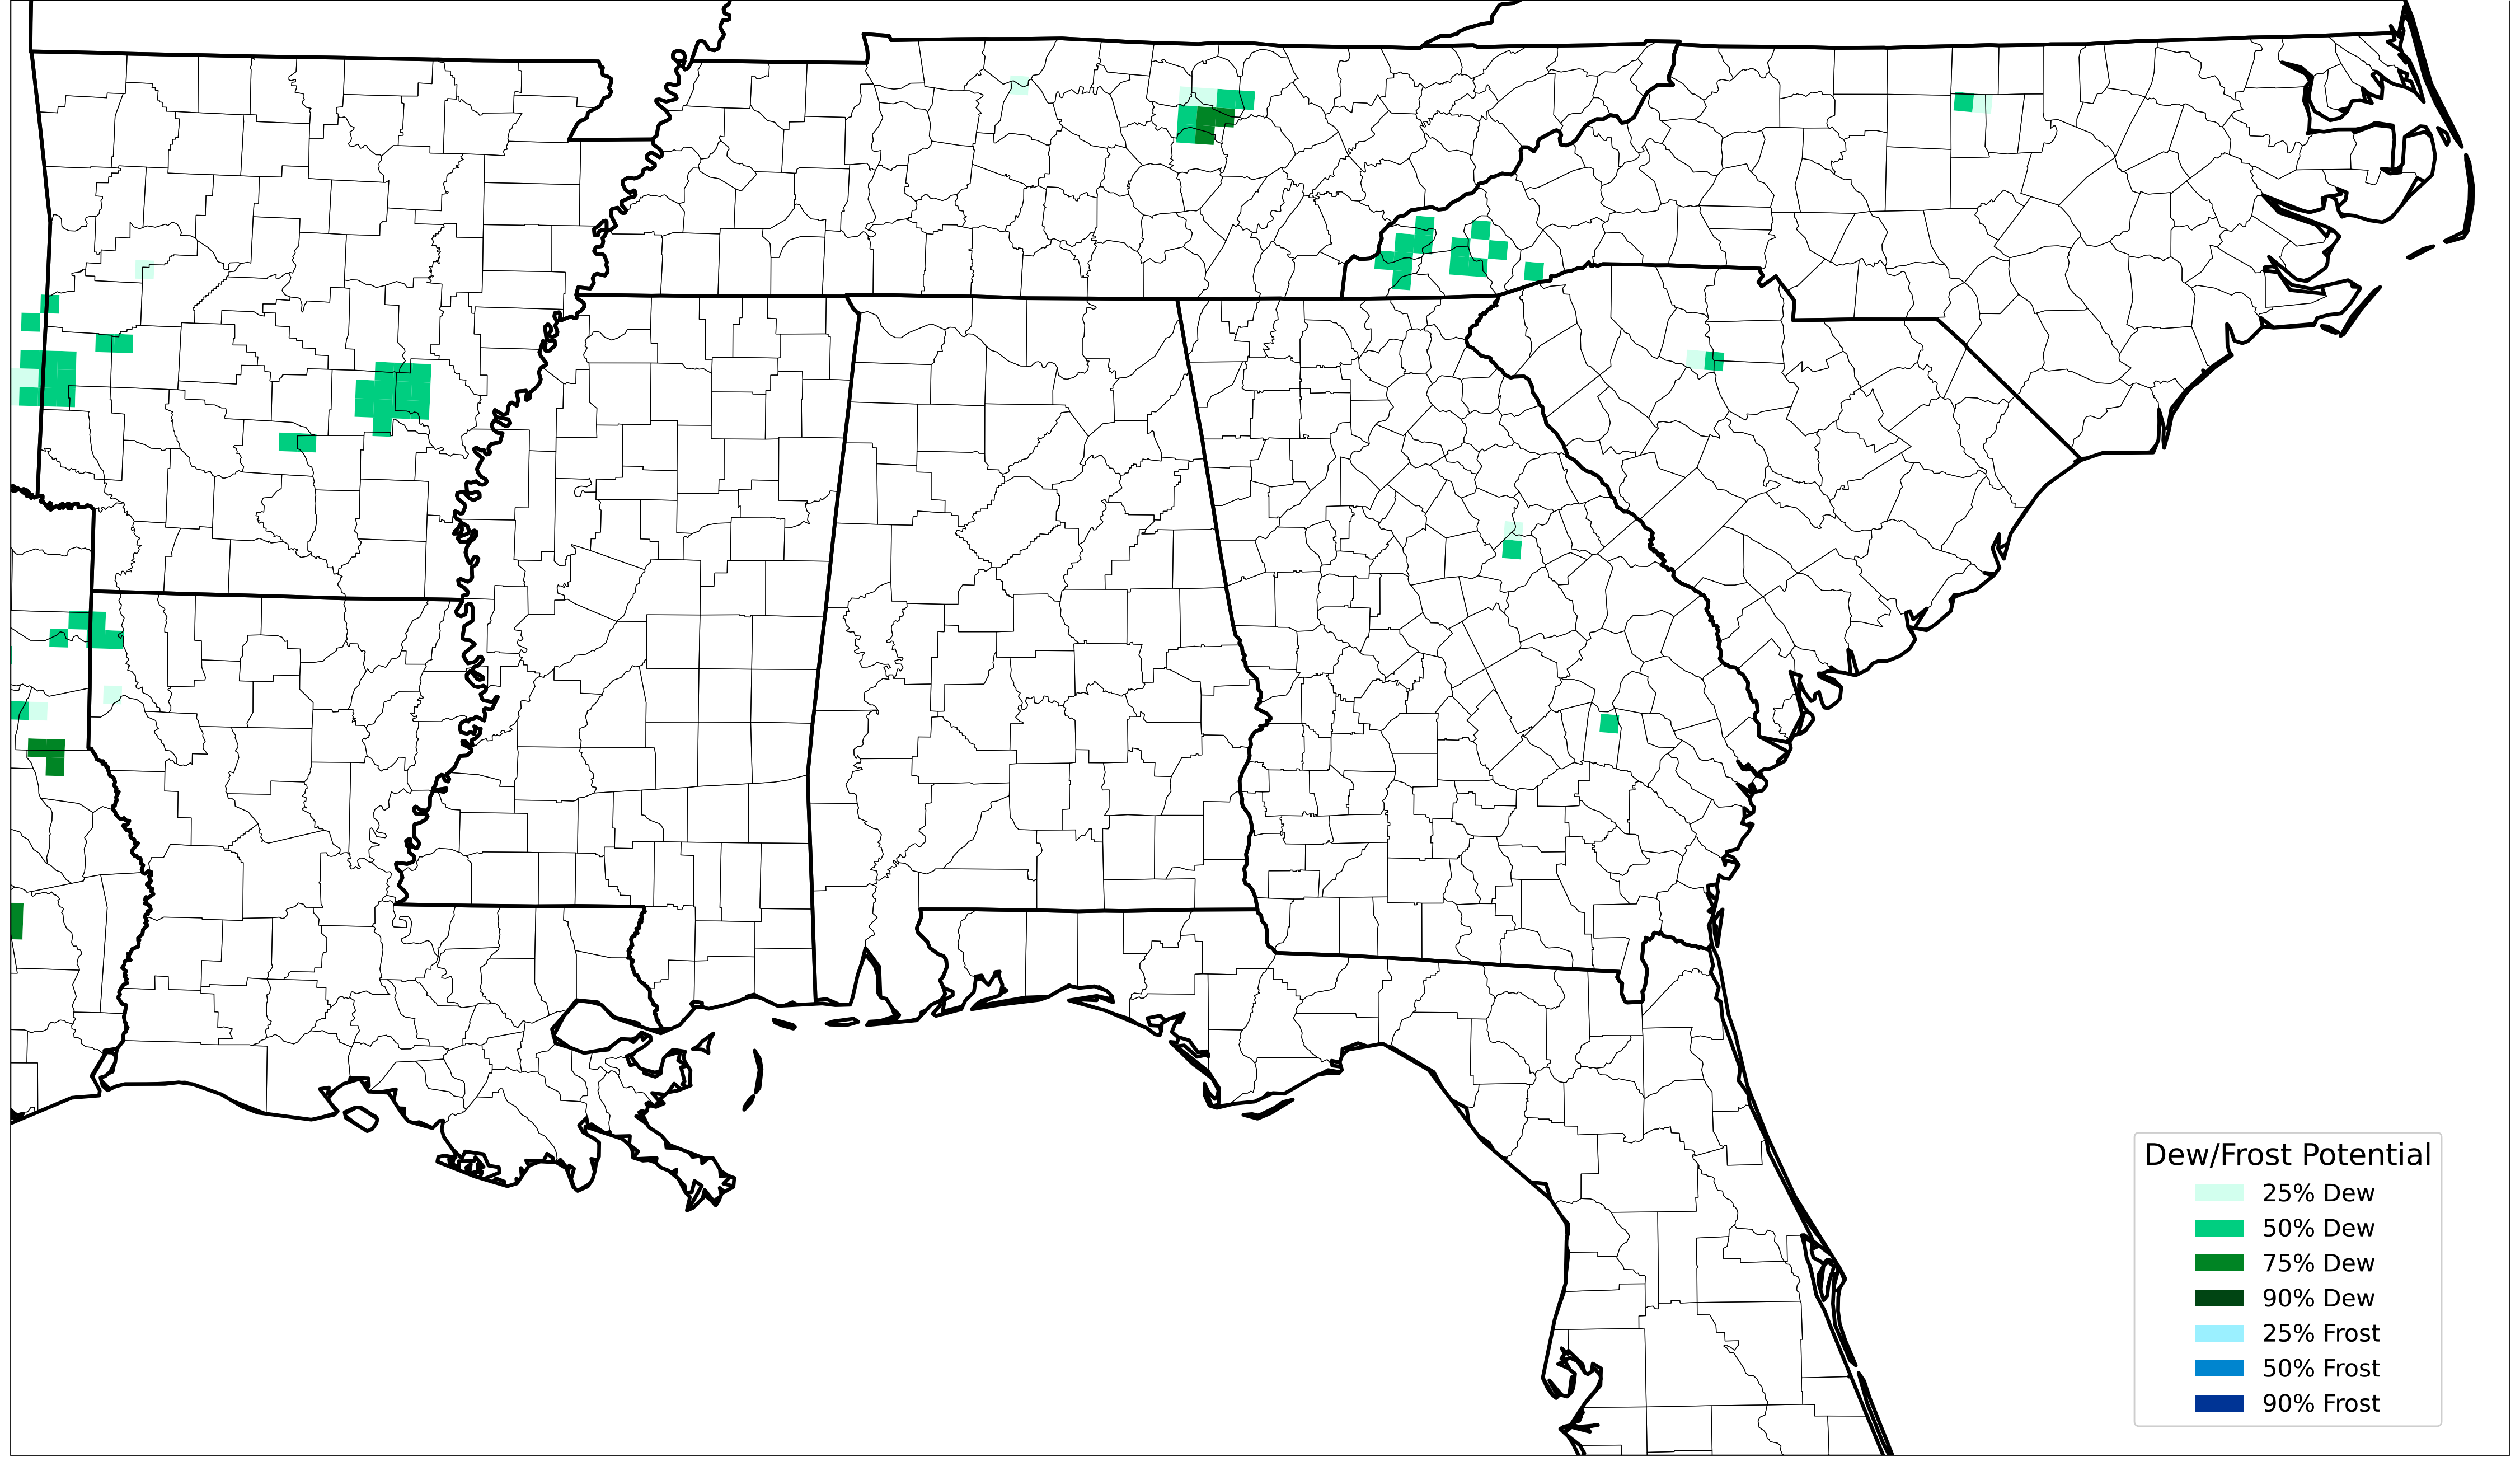 Dew/Frost Potential
25% Dew
50% Dew
75% Dew
90% Dew
25% Frost
50% Frost
90% Frost